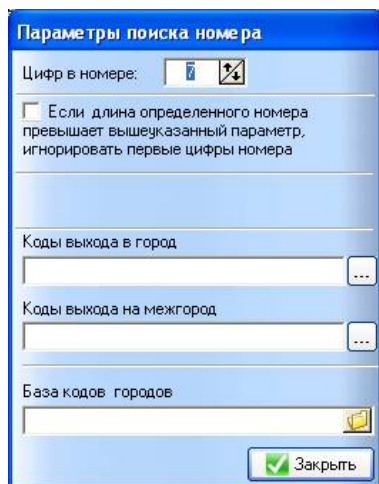 Параметры поиска номера
Цифр в номере: 7
Если длина определенного номера
превышает вышеуказанный параметр,
игнорировать первые цифры номера
Коды выхода в город
...
Коды выхода на межгород
...
База кодов городов
Закрыть